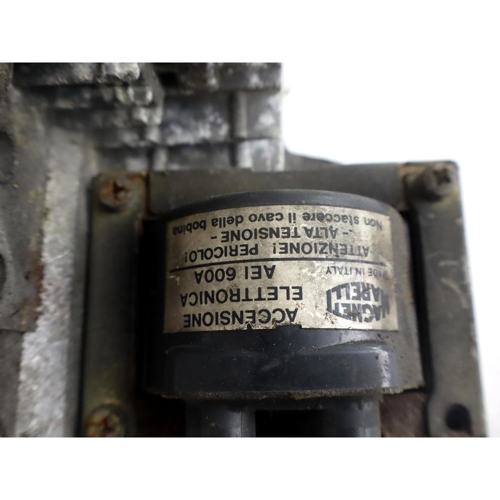 MAGNETI
MARELLI
MADE IN ITALY
ACCENSIONE
ELETTRONICA
AEI 600A
ATTENZIONE! PERICOLO!
- ALTA TENSIONE -
Non staccare il cavo della bobina